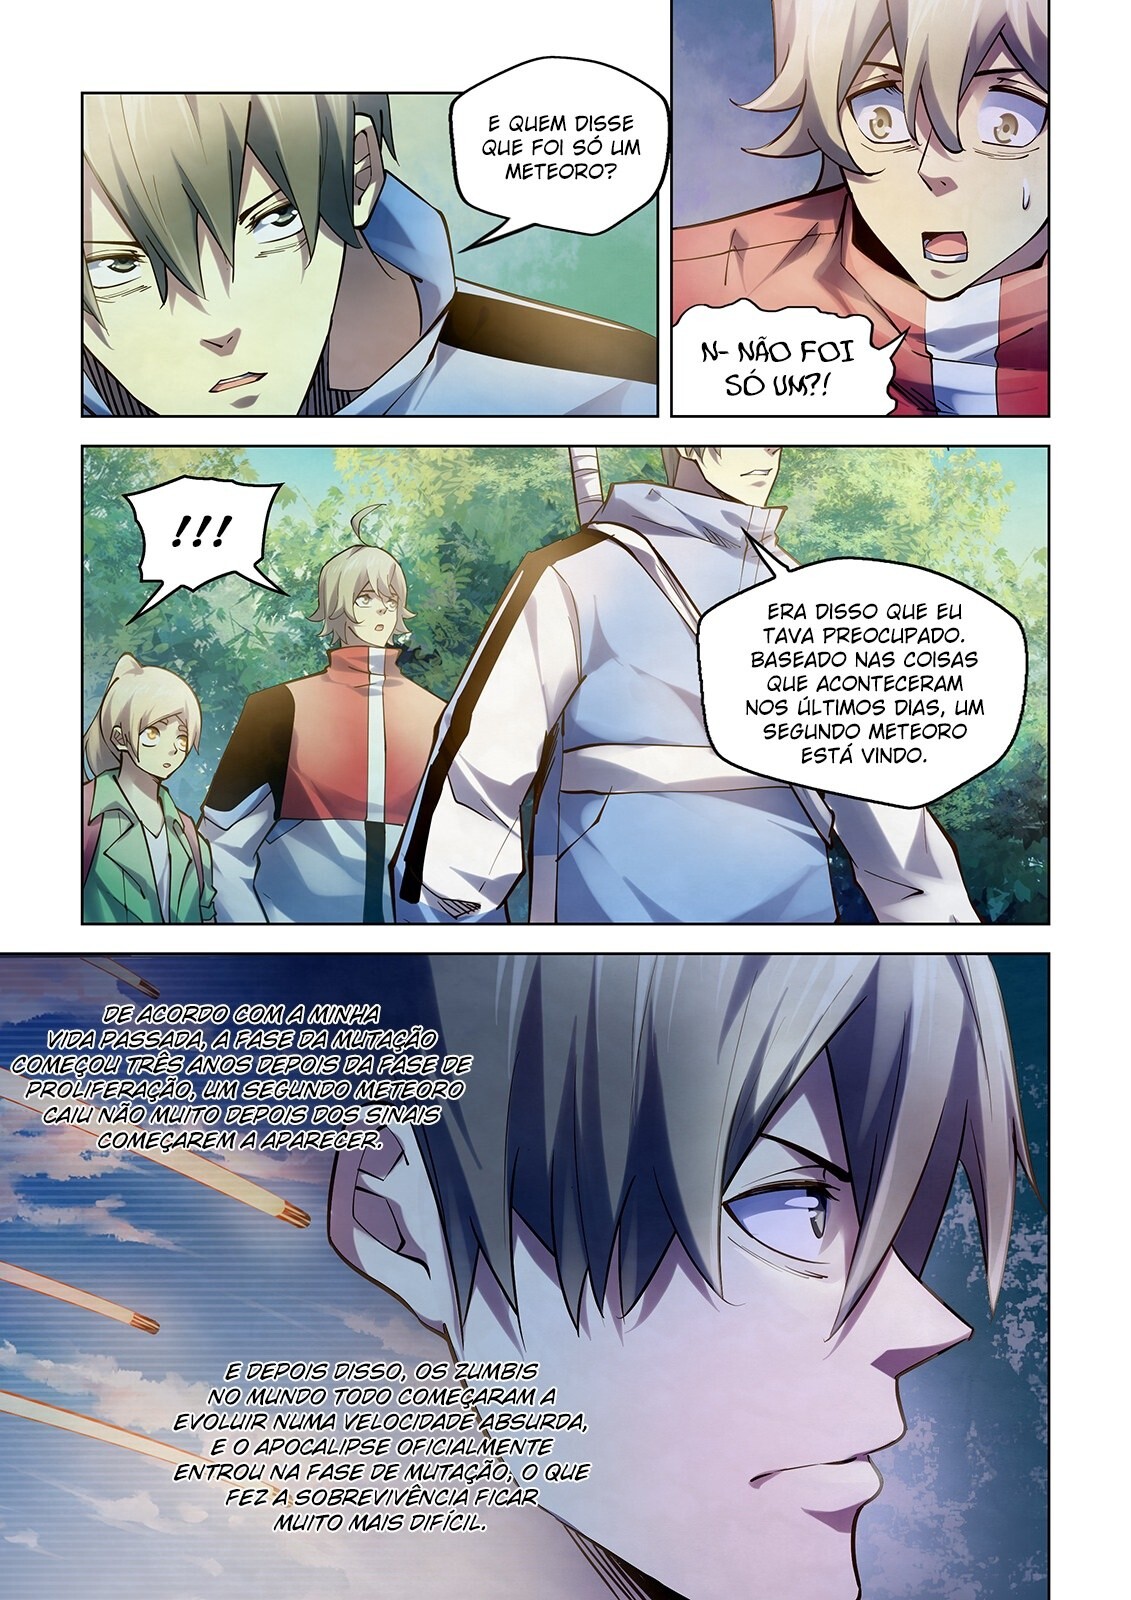 E QUEM DISSE
QUE FOI SÓ UM
METEORO?
N- NÃO FOI
SÓ UM?!
!!!
ERA DISSO QUE EU
TAVA PREOCUPADO.
BASEADO NAS COISAS
QUE ACONTECERAM
NOS ÚLTIMOS DIAS, UM
SEGUNDO METEORO
ESTÁ VINDO.
DE ACORDO COM A MINHA
VIDA PASSADA, A FASE DA MUTAÇÃO
COMEÇOU TRÊS ANOS DEPOIS DA FASE DE
PROLIFERAÇÃO, UM SEGUNDO METEORO
CAIU NÃO MUITO DEPOIS DOS SINAIS
COMEÇAREM A APARECER.
E DEPOIS DISSO, OS ZUMBIS
NO MUNDO TODO COMEÇARAM A
EVOLUIR NUMA VELOCIDADE ABSURDA,
E O APOCALIPSE OFICIALMENTE
ENTROU NA FASE DE MUTAÇÃO, O QUE
FEZ A SOBREVIVÊNCIA FICAR
MUITO MAIS DIFÍCIL.